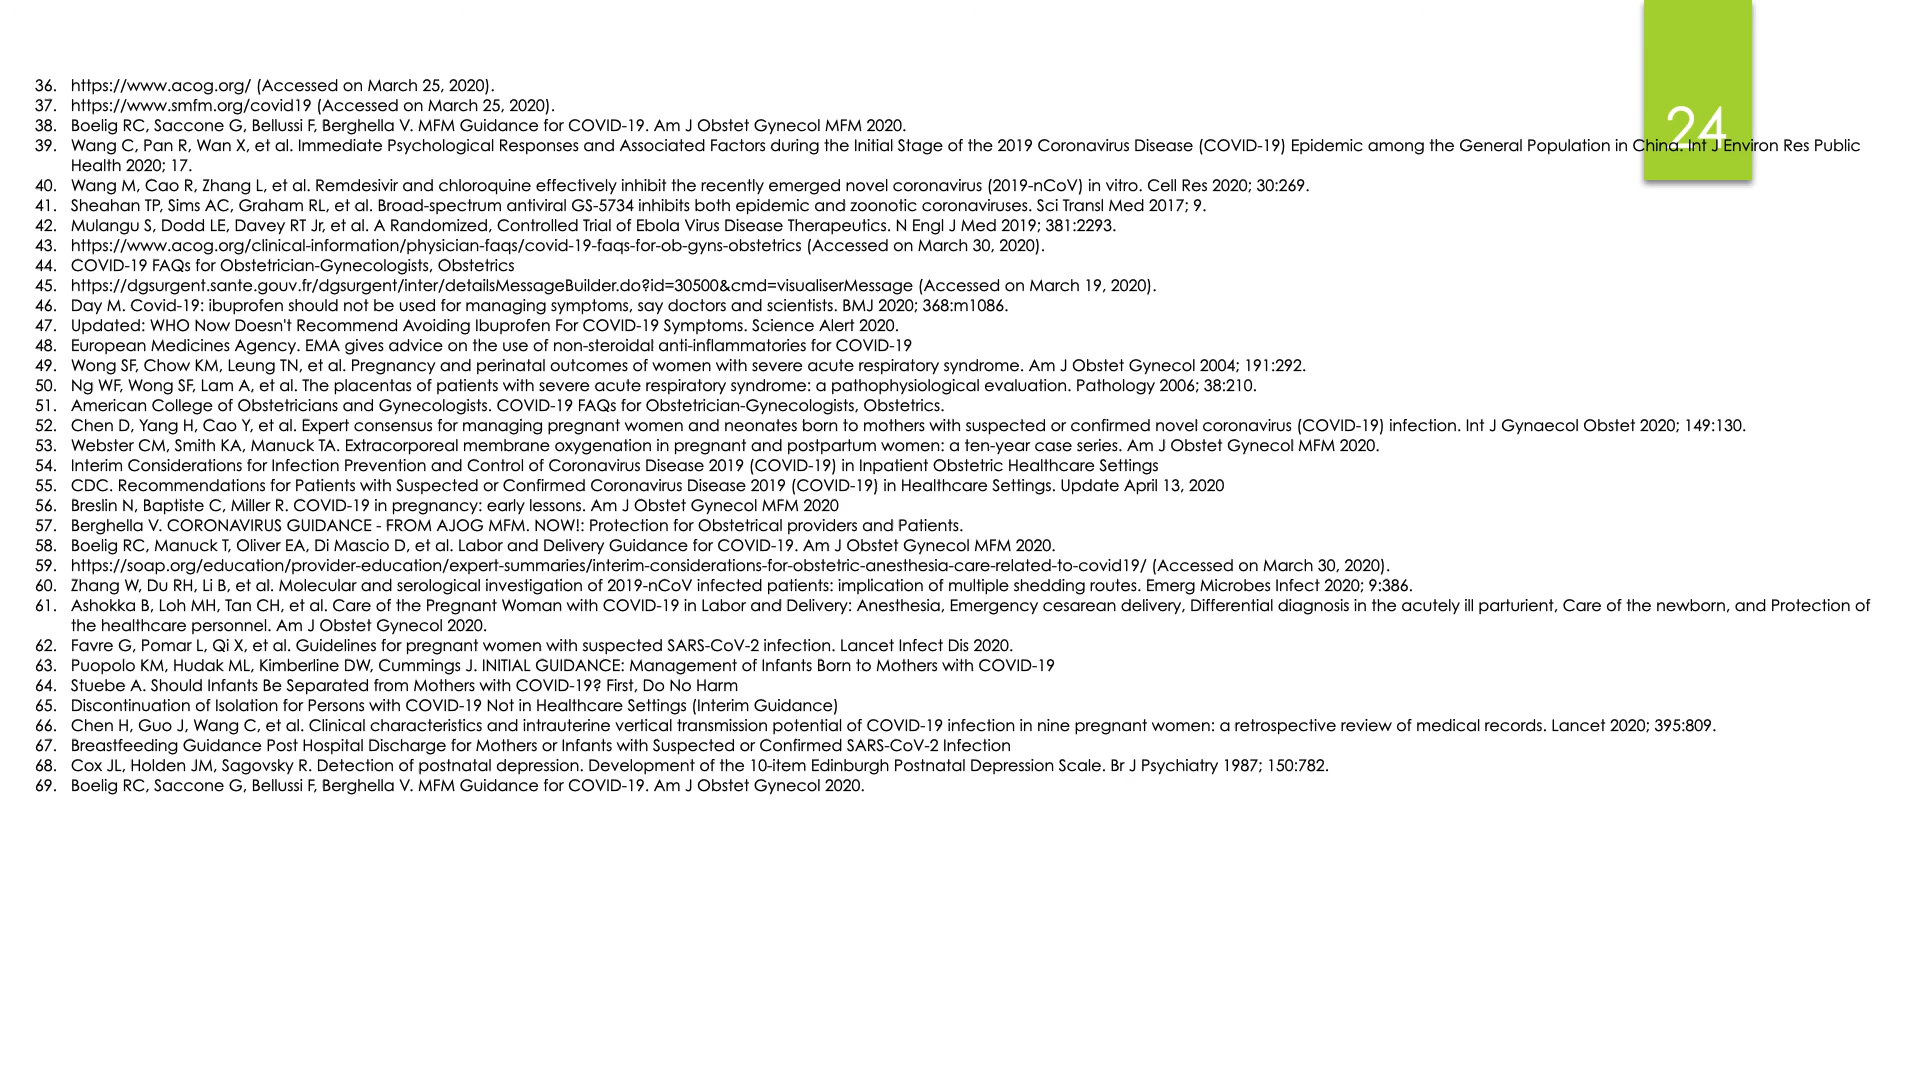 24
36. https://www.acog.org/ (Accessed on March 25, 2020).
37. https://www.smfm.org/covid19 (Accessed on March 25, 2020).
38. Boelig RC, Saccone G, Bellussi F, Berghella V. MFM Guidance for COVID-19. Am J Obstet Gynecol MFM 2020.
39. Wang C, Pan R, Wan X, et al. Immediate Psychological Responses and Associated Factors during the Initial Stage of the 2019 Coronavirus Disease (COVID-19) Epidemic among the General Population in China. Int J Environ Res Public
Health 2020; 17.
40. Wang M, Cao R, Zhang L, et al. Remdesivir and chloroquine effectively inhibit the recently emerged novel coronavirus (2019-nCoV) in vitro. Cell Res 2020; 30:269.
41. Sheahan TP, Sims AC, Graham RL, et al. Broad-spectrum antiviral GS-5734 inhibits both epidemic and zoonotic coronaviruses. Sci Transl Med 2017; 9.
42. Mulangu S, Dodd LE, Davey RT Jr, et al. A Randomized, Controlled Trial of Ebola Virus Disease Therapeutics. N Engl J Med 2019; 381:2293.
43. https://www.acog.org/clinical-information/physician-faqs/covid-19-faqs-for-ob-gyns-obstetrics (Accessed on March 30, 2020).
44. COVID-19 FAQs for Obstetrician-Gynecologists, Obstetrics
45. https://dgsurgent.sante.gouv.fr/dgsurgent/inter/detailsMessageBuilder.do?id=30500&cmd=visualiserMessage (Accessed on March 19, 2020).
46. Day M. Covid-19: ibuprofen should not be used for managing symptoms, say doctors and scientists. BMJ 2020; 368:m1086.
47. Updated: WHO Now Doesn't Recommend Avoiding Ibuprofen For COVID-19 Symptoms. Science Alert 2020.
48. European Medicines Agency. EMA gives advice on the use of non-steroidal anti-inflammatories for COVID-19
49. Wong SF, Chow KM, Leung TN, et al. Pregnancy and perinatal outcomes of women with severe acute respiratory syndrome. Am J Obstet Gynecol 2004; 191:292.
50. Ng WF, Wong SF, Lam A, et al. The placentas of patients with severe acute respiratory syndrome: a pathophysiological evaluation. Pathology 2006; 38:210.
51. American College of Obstetricians and Gynecologists. COVID-19 FAQs for Obstetrician-Gynecologists, Obstetrics.
52. Chen D, Yang H, Cao Y, et al. Expert consensus for managing pregnant women and neonates born to mothers with suspected or confirmed novel coronavirus (COVID-19) infection. Int J Gynaecol Obstet 2020; 149:130.
53. Webster CM, Smith KA, Manuck TA. Extracorporeal membrane oxygenation in pregnant and postpartum women: a ten-year case series. Am J Obstet Gynecol MFM 2020.
54. Interim Considerations for Infection Prevention and Control of Coronavirus Disease 2019 (COVID-19) in Inpatient Obstetric Healthcare Settings
55. CDC. Recommendations for Patients with Suspected or Confirmed Coronavirus Disease 2019 (COVID-19) in Healthcare Settings. Update April 13, 2020
56. Breslin N, Baptiste C, Miller R. COVID-19 in pregnancy: early lessons. Am J Obstet Gynecol MFM 2020
57. Berghella V. CORONAVIRUS GUIDANCE - FROM AJOG MFM. NOW!: Protection for Obstetrical providers and Patients.
58. Boelig RC, Manuck T, Oliver EA, Di Mascio D, et al. Labor and Delivery Guidance for COVID-19. Am J Obstet Gynecol MFM 2020.
59. https://soap.org/education/provider-education/expert-summaries/interim-considerations-for-obstetric-anesthesia-care-related-to-covid19/ (Accessed on March 30, 2020).
60. Zhang W, Du RH, Li B, et al. Molecular and serological investigation of 2019-nCoV infected patients: implication of multiple shedding routes. Emerg Microbes Infect 2020; 9:386.
61. Ashokka B, Loh MH, Tan CH, et al. Care of the Pregnant Woman with COVID-19 in Labor and Delivery: Anesthesia, Emergency cesarean delivery, Differential diagnosis in the acutely ill parturient, Care of the newborn, and Protection of
the healthcare personnel. Am J Obstet Gynecol 2020.
62. Favre G, Pomar L, Qi X, et al. Guidelines for pregnant women with suspected SARS-CoV-2 infection. Lancet Infect Dis 2020.
63. Puopolo KM, Hudak ML, Kimberline DW, Cummings J. INITIAL GUIDANCE: Management of Infants Born to Mothers with COVID-19
64. Stuebe A. Should Infants Be Separated from Mothers with COVID-19? First, Do No Harm
65. Discontinuation of Isolation for Persons with COVID-19 Not in Healthcare Settings (Interim Guidance)
66. Chen H, Guo J, Wang C, et al. Clinical characteristics and intrauterine vertical transmission potential of COVID-19 infection in nine pregnant women: a retrospective review of medical records. Lancet 2020; 395:809.
67. Breastfeeding Guidance Post Hospital Discharge for Mothers or Infants with Suspected or Confirmed SARS-CoV-2 Infection
68. Cox JL, Holden JM, Sagovsky R. Detection of postnatal depression. Development of the 10-item Edinburgh Postnatal Depression Scale. Br J Psychiatry 1987; 150:782.
69. Boelig RC, Saccone G, Bellussi F, Berghella V. MFM Guidance for COVID-19. Am J Obstet Gynecol 2020.